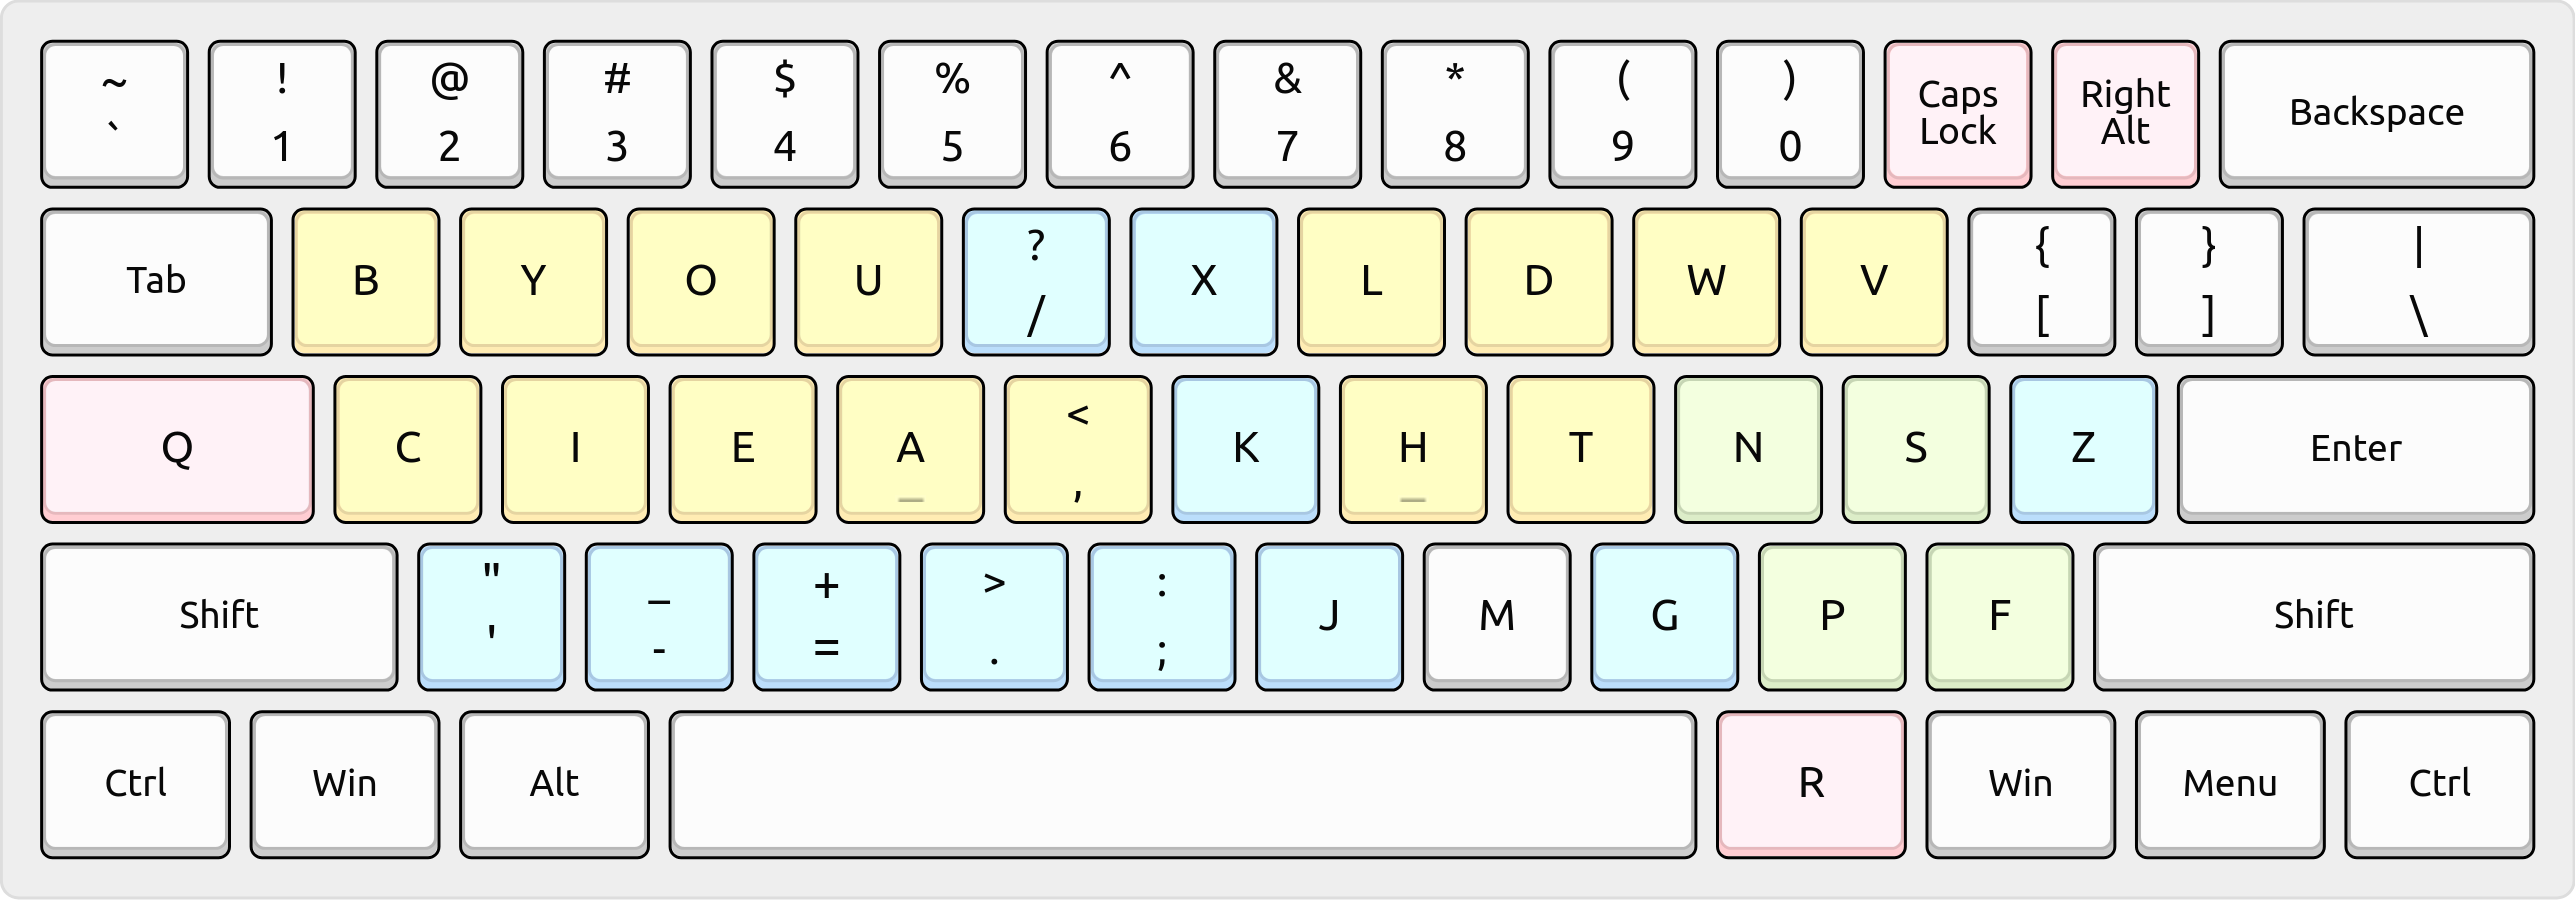 ~ ! @ # $ % ^ & * ( ) Caps Right
` 1 2 3 4 5 6 7 8 9 0 Lock Alt Backspace
? { } |
Tab B Y O U / X L D W V [ ] \
<
Q C I E A , K H T N S Z Enter
" _ + > :
Shift ' - = . ; J M G P F Shift
Ctrl Win Alt R Win Menu Ctrl